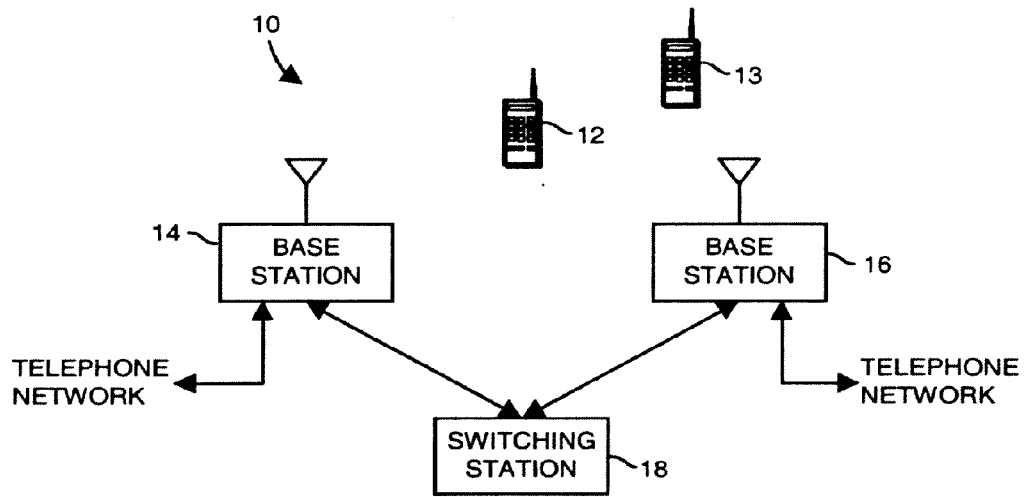 10
13
12
14
BASE
STATION
BASE
STATION
16
TELEPHONE
NETWORK
TELEPHONE
NETWORK
SWITCHING
STATION
18